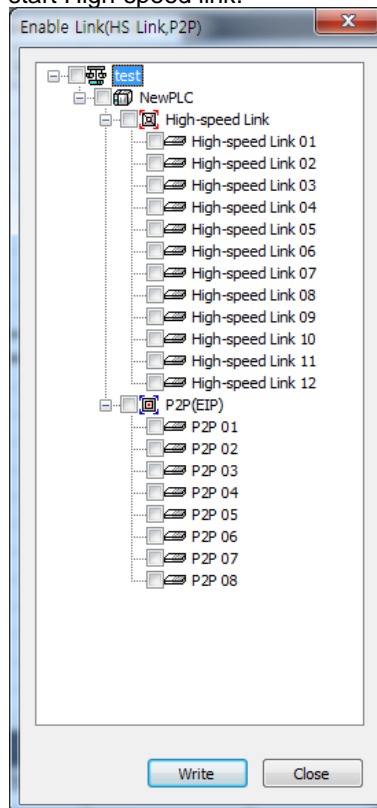 start High-speed link.
Enable Link(HS Link,P2P)
test
NewPLC
High-speed Link
High-speed Link 01
High-speed Link 02
High-speed Link 03
High-speed Link 04
High-speed Link 05
High-speed Link 06
High-speed Link 07
High-speed Link 08
High-speed Link 09
High-speed Link 10
High-speed Link 11
High-speed Link 12
P2P(EIP)
P2P 01
P2P 02
P2P 03
P2P 04
P2P 05
P2P 06
P2P 07
P2P 08
Write Close